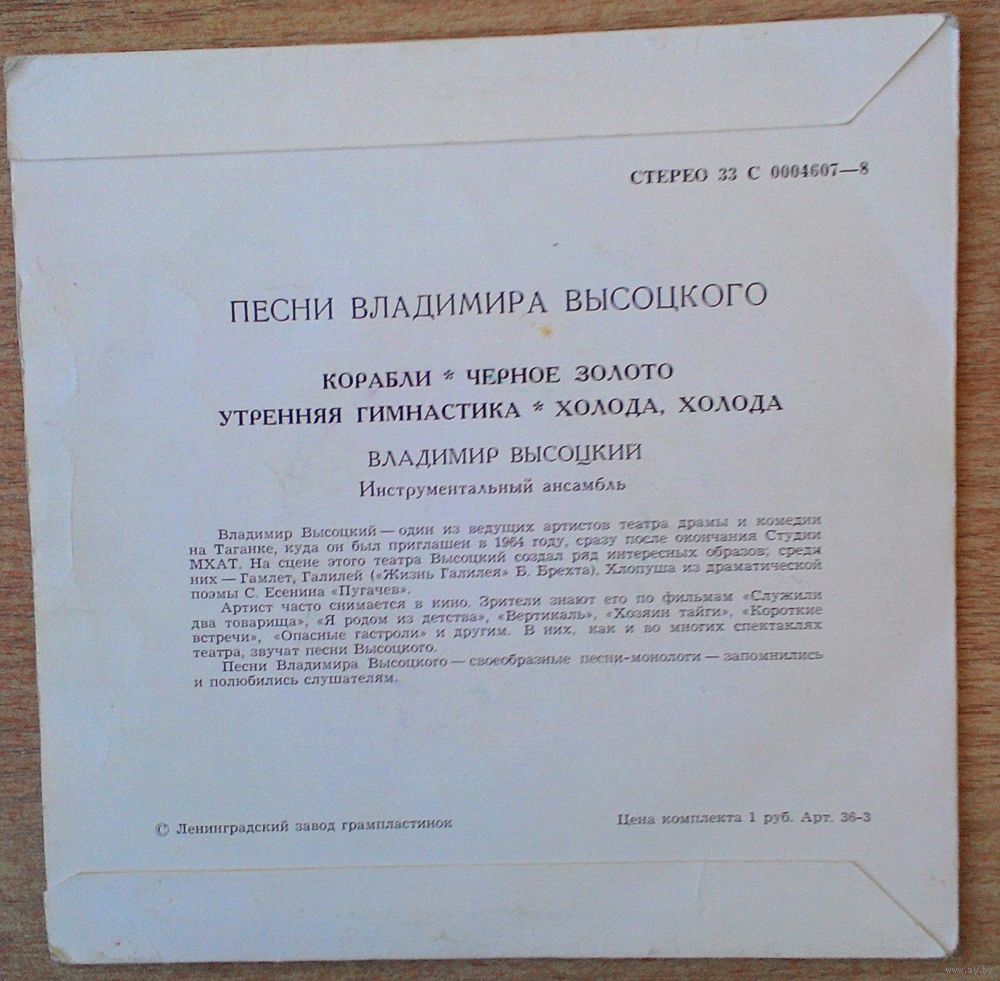 СТЕРЕО 33 С 0004607—8
ПЕСНИ ВЛАДИМИРА ВЫСОЦКОГО
КОРАБЛИ * ЧЕРНОЕ ЗОЛОТО
УТРЕННЯЯ ГИМНАСТИКА * ХОЛОДА, ХОЛОДА
ВЛАДИМИР ВЫСОЦКИЙ
Инструментальный ансамбль
Владимир Высоцкий — один из ведущих артистов театра драмы и комедии
на Таганке, куда он был приглашен в 1964 году, сразу после окончания Студии
МХАТ. На сцене этого театра Высоцкий создал ряд интересных образов; среди
них — Гамлет, Галилей («Жизнь Галилея» Б. Брехта), Хлопуша из драматической
поэмы С. Есенина «Пугачев».
Артист часто снимается в кино. Зрители знают его по фильмам «Служили
два товарища», «Я родом из детства», «Вертикаль», «Хозяин тайги», «Короткие
встречи», «Опасные гастроли» и другим. В них, как и во многих спектаклях
театра, звучат песни Высоцкого.
Песни Владимира Высоцкого — своеобразные песни-монологи — запомнились
и полюбились слушателям.
© Ленинградский завод грампластинок
Цена комплекта 1 руб. Арт. 36-3
www.ay.by